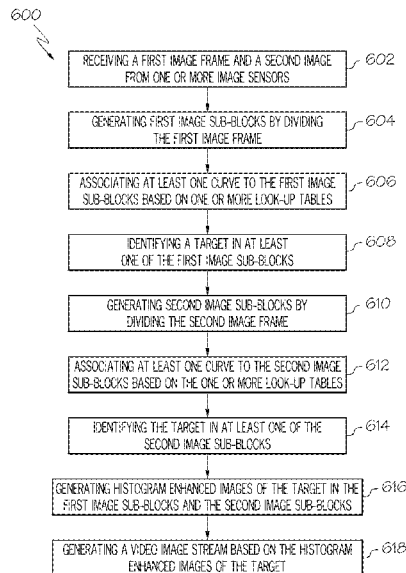 600
RECEIVING A FIRST IMAGE FRAME AND A SECOND IMAGE
FROM ONE OR MORE IMAGE SENSORS
602
GENERATING FIRST IMAGE SUB-BLOCKS BY DIVIDING
THE FIRST IMAGE FRAME
604
ASSOCIATING AT LEAST ONE CURVE TO THE FIRST IMAGE
SUB-BLOCKS BASED ON ONE OR MORE LOOK-UP TABLES
606
IDENTIFYING A TARGET IN AT LEAST
ONE OF THE FIRST IMAGE SUB-BLOCKS
608
GENERATING SECOND IMAGE SUB-BLOCKS BY
DIVIDING THE SECOND IMAGE FRAME
610
ASSOCIATING AT LEAST ONE CURVE TO THE SECOND IMAGE
SUB-BLOCKS BASED ON THE ONE OR MORE LOOK-UP TABLES
612
IDENTIFYING THE TARGET IN AT LEAST ONE OF THE
SECOND IMAGE SUB-BLOCKS
614
GENERATING HISTOGRAM ENHANCED IMAGES OF THE TARGET IN THE
FIRST IMAGE SUB-BLOCKS AND THE SECOND IMAGE SUB-BLOCKS
616
GENERATING A VIDEO IMAGE STREAM BASED ON THE HISTOGRAM
ENHANCED IMAGES OF THE TARGET
618